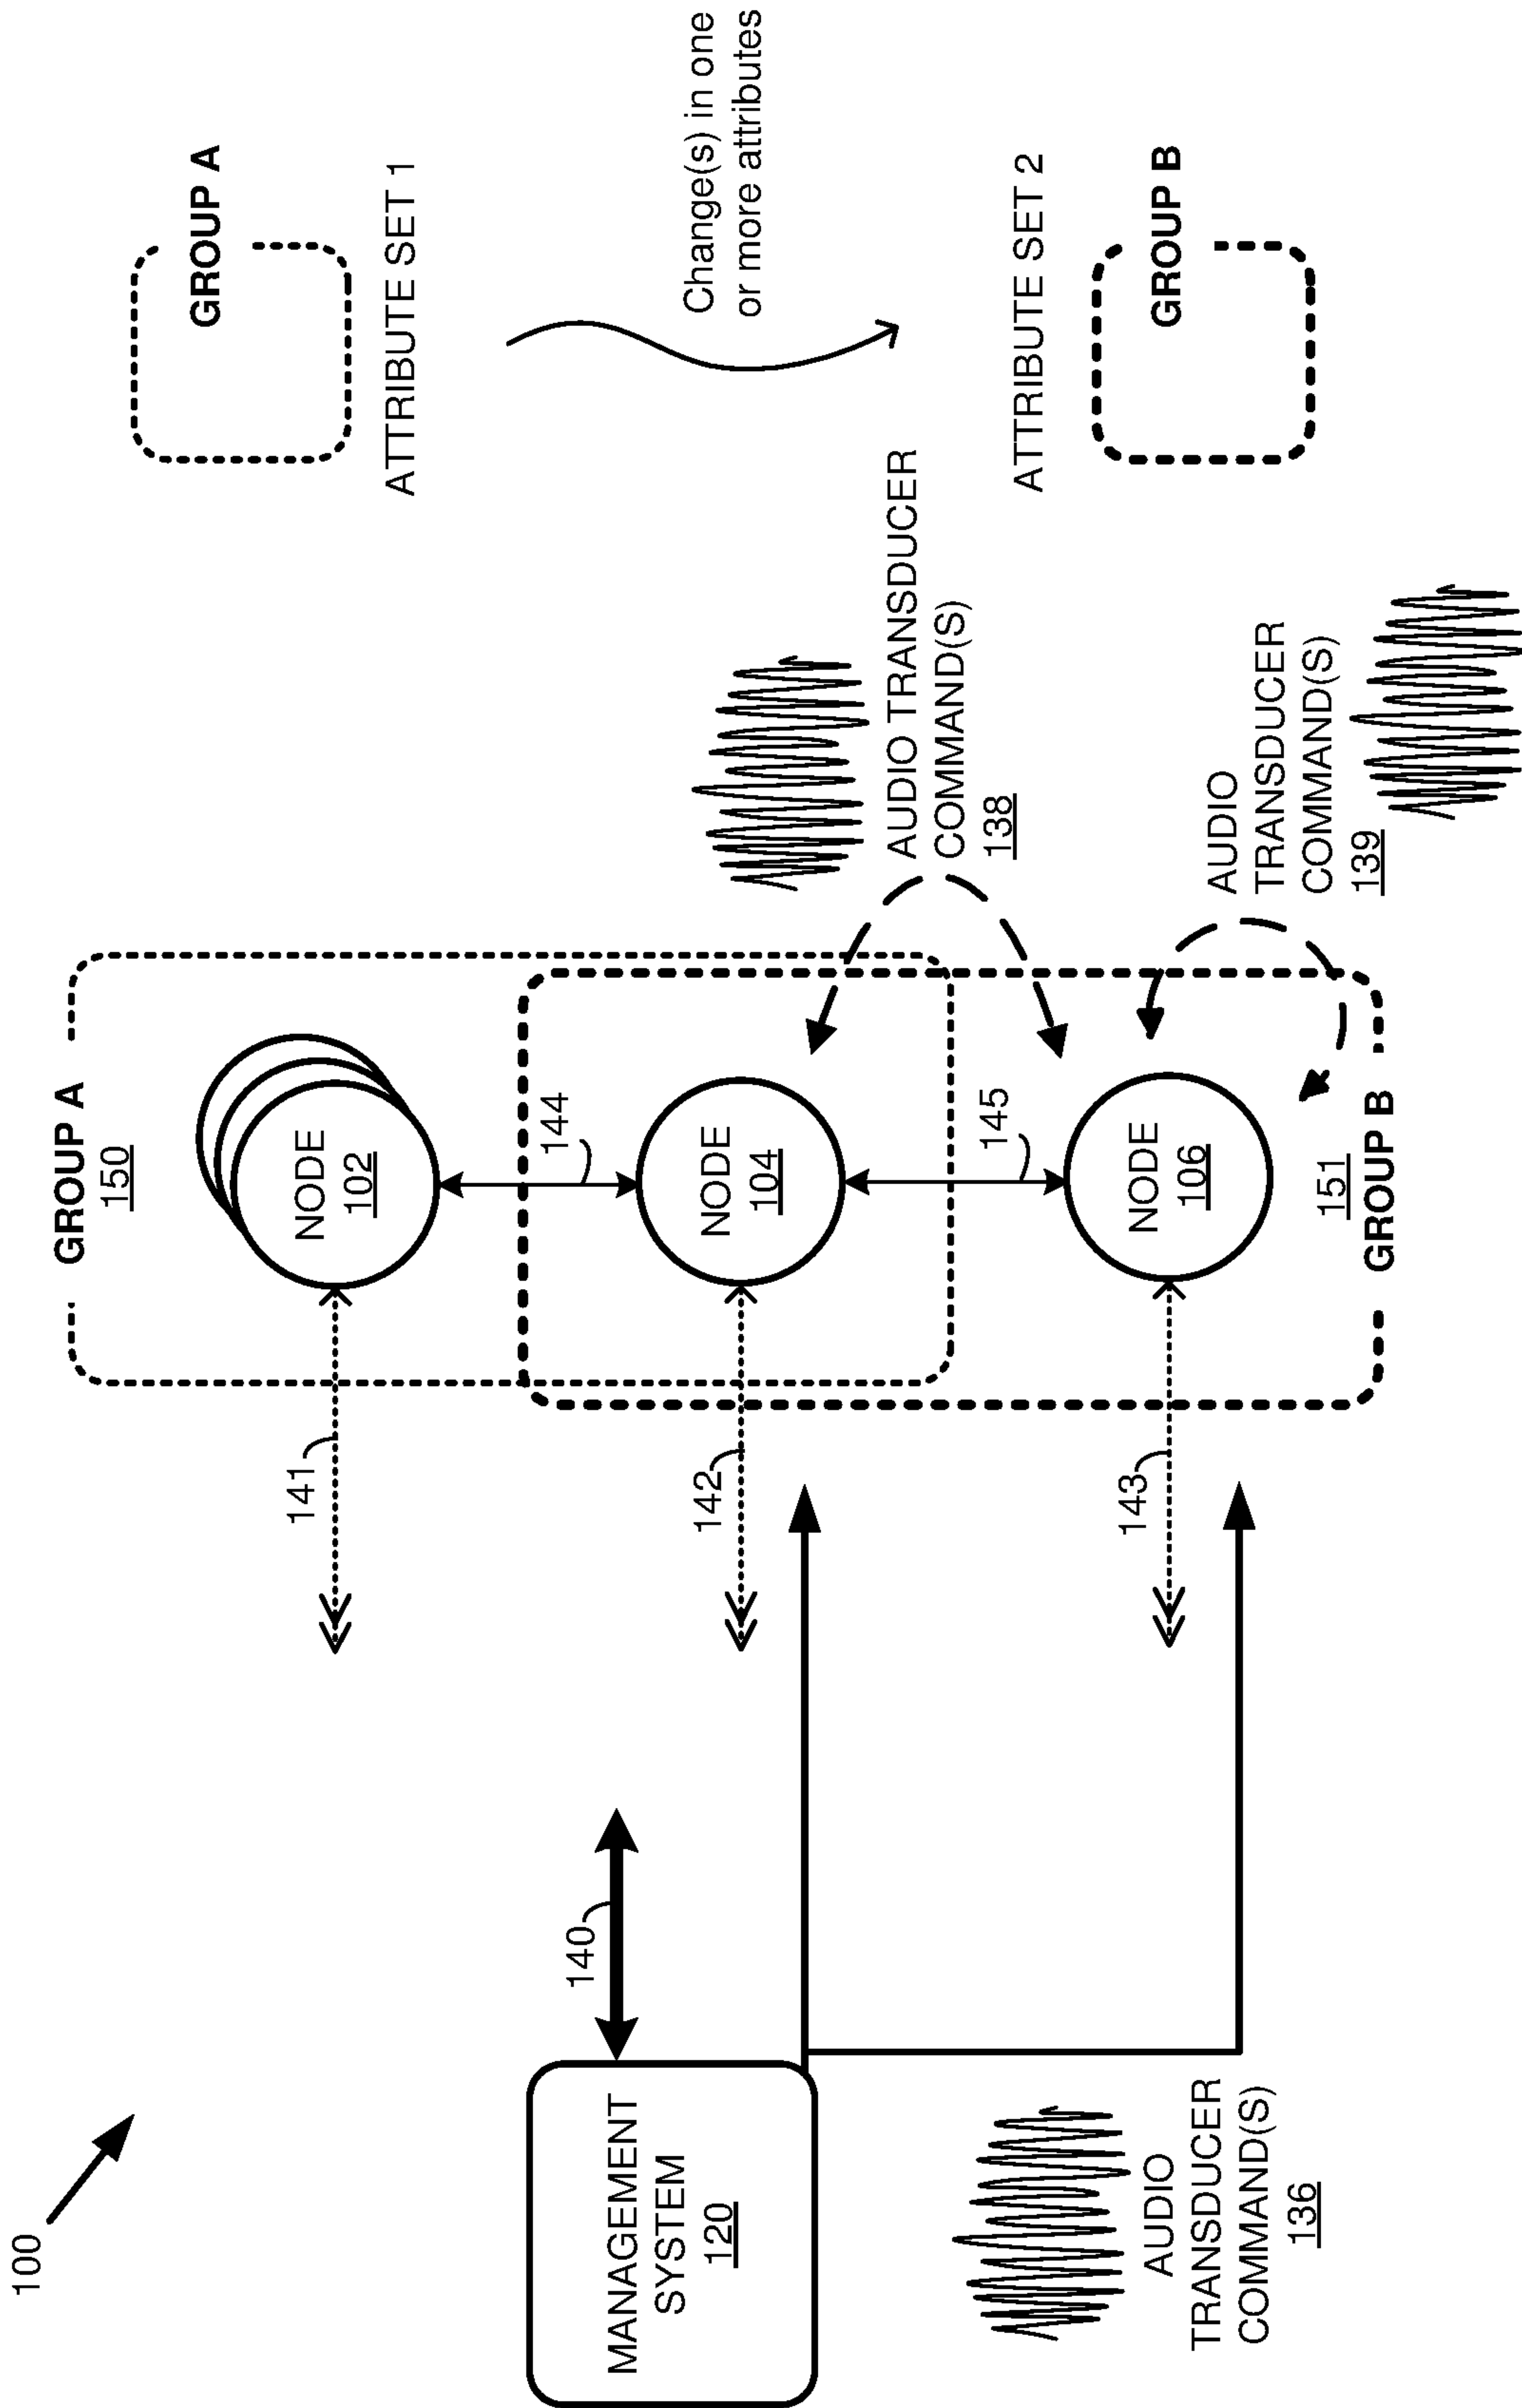 100
MANAGEMENT
SYSTEM
120
140
AUDIO
TRANSDUCER
COMMAND(S)
136
141
142
143
GROUP A
150
NODE
102
144
NODE
104
145
NODE
106
151
GROUP B
AUDIO TRANSDUCER
COMMAND(S)
138
AUDIO
TRANSDUCER
COMMAND(S)
139
GROUP A
ATTRIBUTE SET 1
Change(s) in one
or more attributes
ATTRIBUTE SET 2
GROUP B